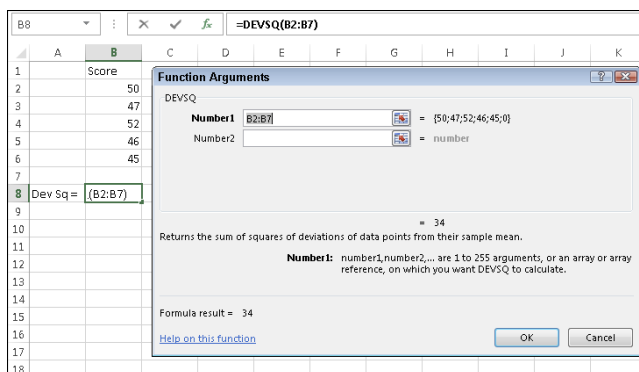 B8 fx =DEVSQ(B2:B7)
A B C D E F G H I J K
1 Score
2 50
3 47
4 52
5 46
6 45
7
8 Dev Sq = (B2:B7)
9
10
11
12
13
14
15
16
17
18
Function Arguments
DEVSQ
Number1 B2:B7 = {50;47;52;46;45;0}
Number2 = number
= 34
Returns the sum of squares of deviations of data points from their sample mean.
Number1: number1,number2,... are 1 to 255 arguments, or an array or array
reference, on which you want DEVSQ to calculate.
Formula result = 34
Help on this function OK Cancel